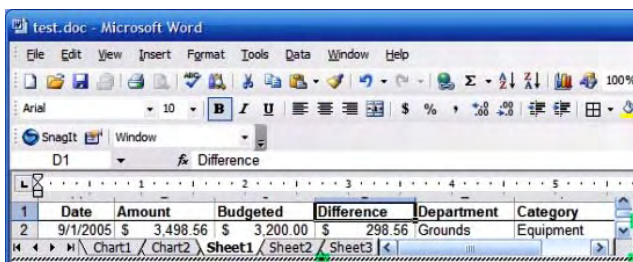 test.doc - Microsoft Word
File Edit View Insert Format Tools Data Window Help
100%
Arial 10 B I U $ % , .00
SnagIt Window
D1 fx Difference
1 2 3 4 5
1 Date Amount Budgeted Difference Department Category
2 9/1/2005 $ 3,498.56 $ 3,200.00 $ 298.56 Grounds Equipment
Chart1 Chart2 Sheet1 Sheet2 Sheet3